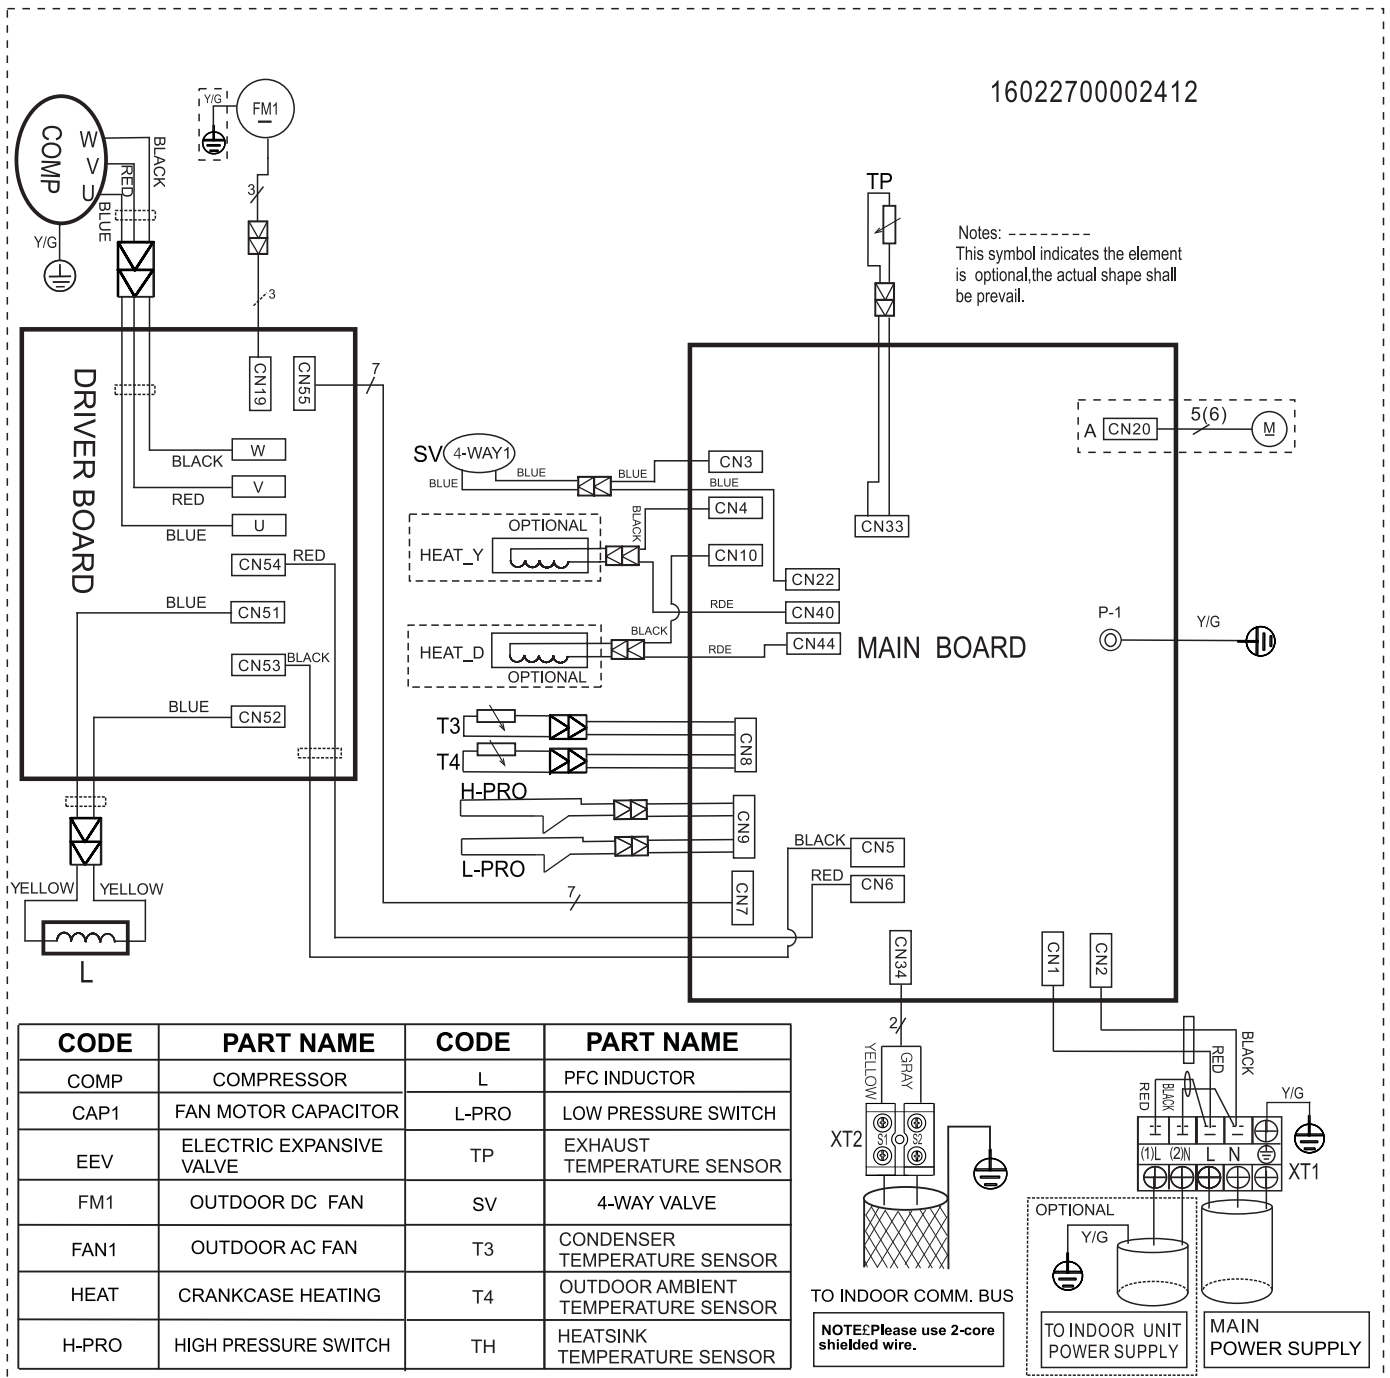 16022700002412
COMP
W
V
U
BLACK
RED
BLUE
Y/G
Y/G
FM1
3
3
TP
Notes: --------
This symbol indicates the element
is optional,the actual shape shall
be prevail.
DRIVER BOARD
CN19
CN55
7
W
BLACK
V
RED
U
BLUE
CN54
RED
CN51
BLUE
CN53
BLACK
CN52
BLUE
YELLOW
YELLOW
L
SV
4-WAY1
BLUE
BLUE
BLUE
BLUE
CN3
CN4
CN10
CN22
CN40
CN44
OPTIONAL
HEAT_Y
BLACK
RDE
HEAT_D
BLACK
RDE
OPTIONAL
T3
T4
CN8
H-PRO
L-PRO
CN9
7
CN7
CN33
MAIN BOARD
A
CN20
5(6)
M
P-1
Y/G
BLACK
CN5
RED
CN6
CN34
CN1
CN2
2
YELLOW
GRAY
XT2
S1
S2
TO INDOOR COMM. BUS
NOTE£Please use 2-core
shielded wire.
RED
BLACK
RED
BLACK
Y/G
(1)L
(2)N
L
N
XT1
OPTIONAL
Y/G
TO INDOOR UNIT
POWER SUPPLY
MAIN
POWER SUPPLY
CODE PART NAME CODE PART NAME
COMP COMPRESSOR L PFC INDUCTOR
CAP1 FAN MOTOR CAPACITOR L-PRO LOW PRESSURE SWITCH
EEV ELECTRIC EXPANSIVE
VALVE TP EXHAUST
TEMPERATURE SENSOR
FM1 OUTDOOR DC FAN SV 4-WAY VALVE
FAN1 OUTDOOR AC FAN T3 CONDENSER
TEMPERATURE SENSOR
HEAT CRANKCASE HEATING T4 OUTDOOR AMBIENT
TEMPERATURE SENSOR
H-PRO HIGH PRESSURE SWITCH TH HEATSINK
TEMPERATURE SENSOR